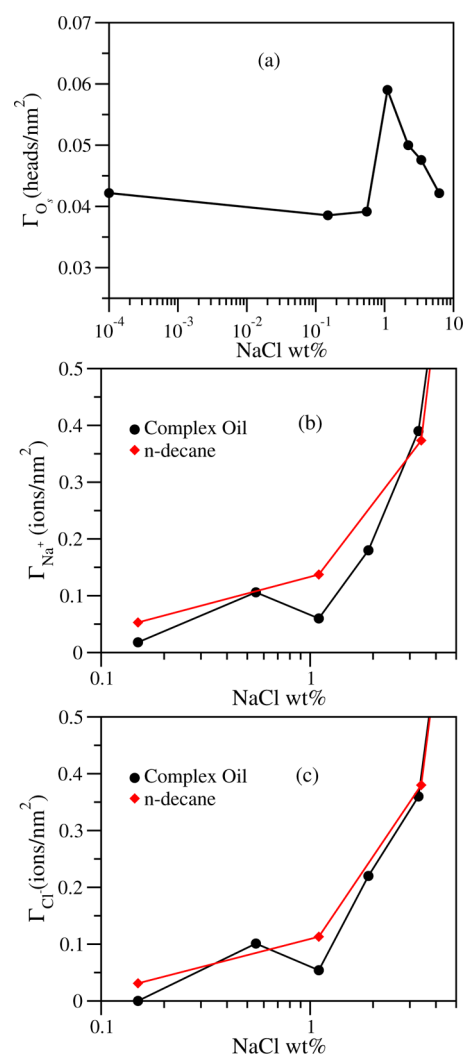 0.07
(a)
0.06
0.05
0.04
0.03
Γ_{O_s} (heads/nm²)
10⁻⁴ 10⁻³ 10⁻² 10⁻¹ 1 10
NaCl wt%
0.5
(b)
Complex Oil
n-decane
0.4
0.3
0.2
0.1
0
Γ_{Na⁺} (ions/nm²)
0.1 1
NaCl wt%
0.5
(c)
Complex Oil
n-decane
0.4
0.3
0.2
0.1
0
Γ_{Cl⁻}(ions/nm²)
0.1 1
NaCl wt%